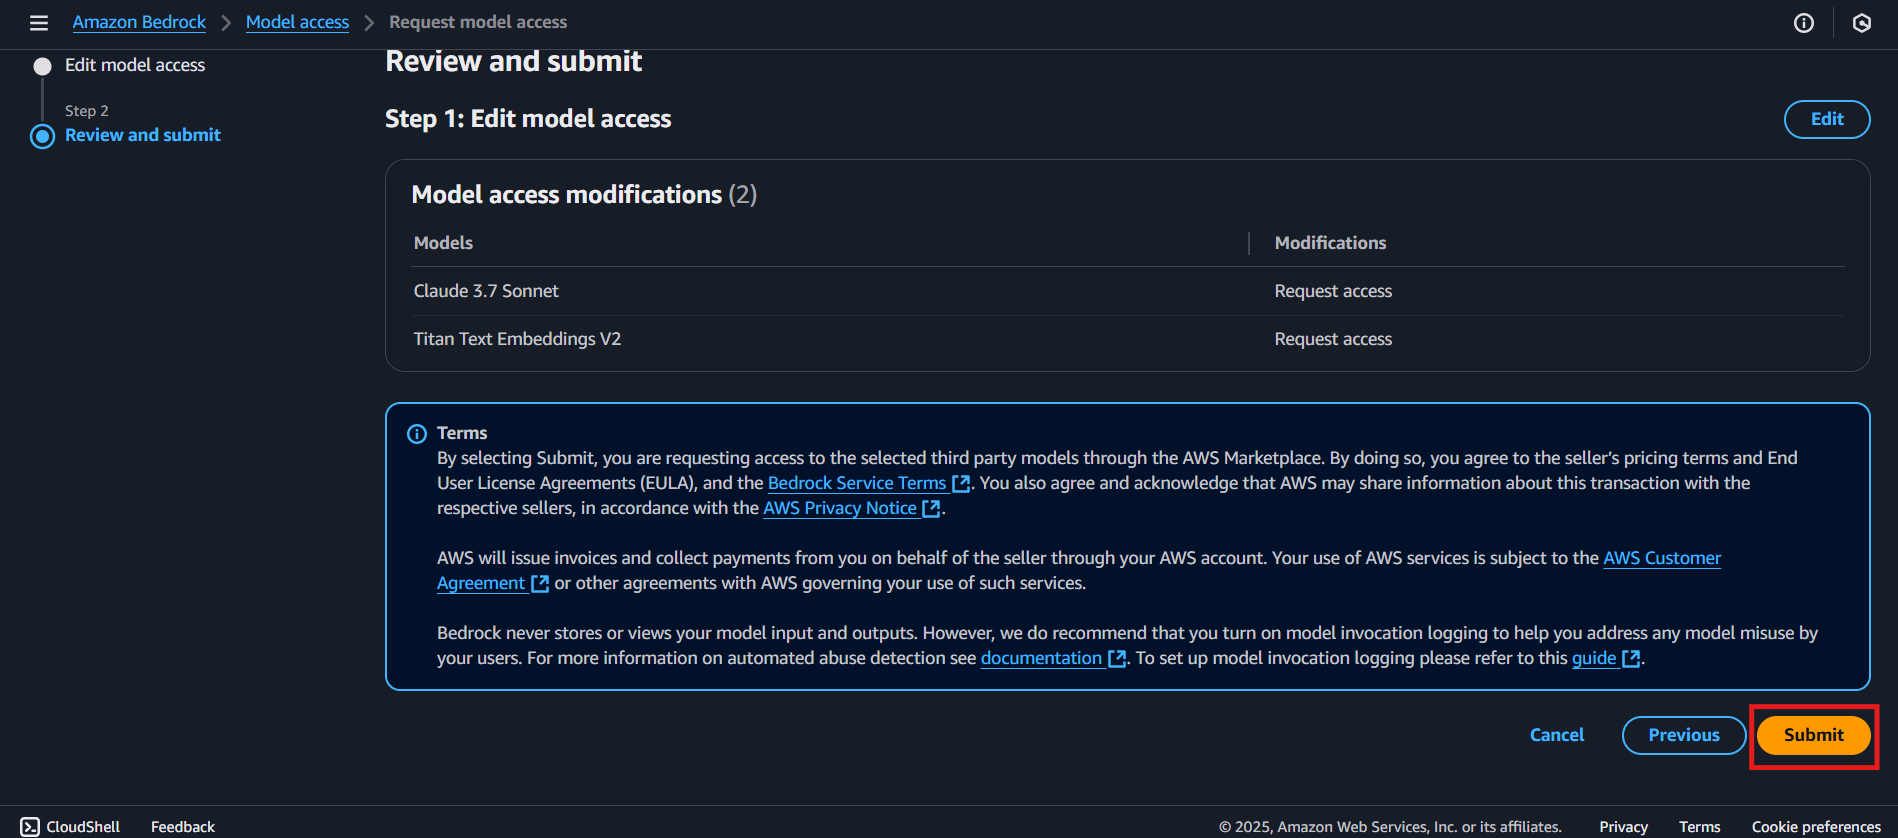 Amazon Bedrock > Model access > Request model access
Edit model access
Step 2
Review and submit
Review and submit
Step 1: Edit model access
Edit
Model access modifications (2)
Models | Modifications
Claude 3.7 Sonnet Request access
Titan Text Embeddings V2 Request access
Terms
By selecting Submit, you are requesting access to the selected third party models through the AWS Marketplace. By doing so, you agree to the seller's pricing terms and End
User License Agreements (EULA), and the Bedrock Service Terms. You also agree and acknowledge that AWS may share information about this transaction with the
respective sellers, in accordance with the AWS Privacy Notice.
AWS will issue invoices and collect payments from you on behalf of the seller through your AWS account. Your use of AWS services is subject to the AWS Customer
Agreement or other agreements with AWS governing your use of such services.
Bedrock never stores or views your model input and outputs. However, we do recommend that you turn on model invocation logging to help you address any model misuse by
your users. For more information on automated abuse detection see documentation. To set up model invocation logging please refer to this guide.
Cancel Previous Submit
CloudShell Feedback © 2025, Amazon Web Services, Inc. or its affiliates. Privacy Terms Cookie preferences